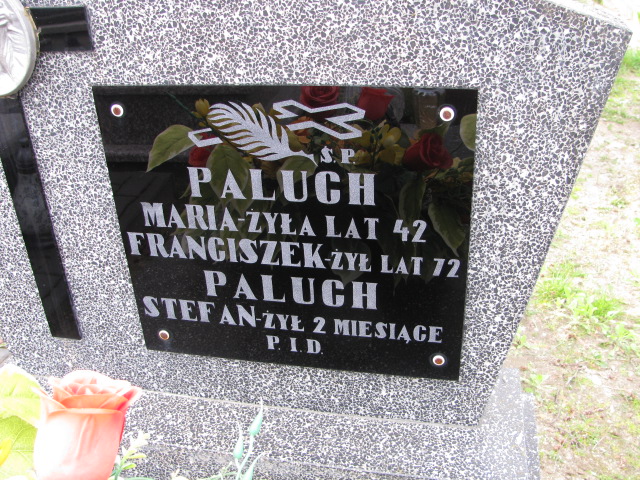 Ś.P.
PALUCH
MARIA-ŻYŁA LAT 42
FRANCISZEK-ŻYŁ LAT 72
PALUCH
STEFAN-ŻYŁ 2 MIESIĄCE
P.I.D.